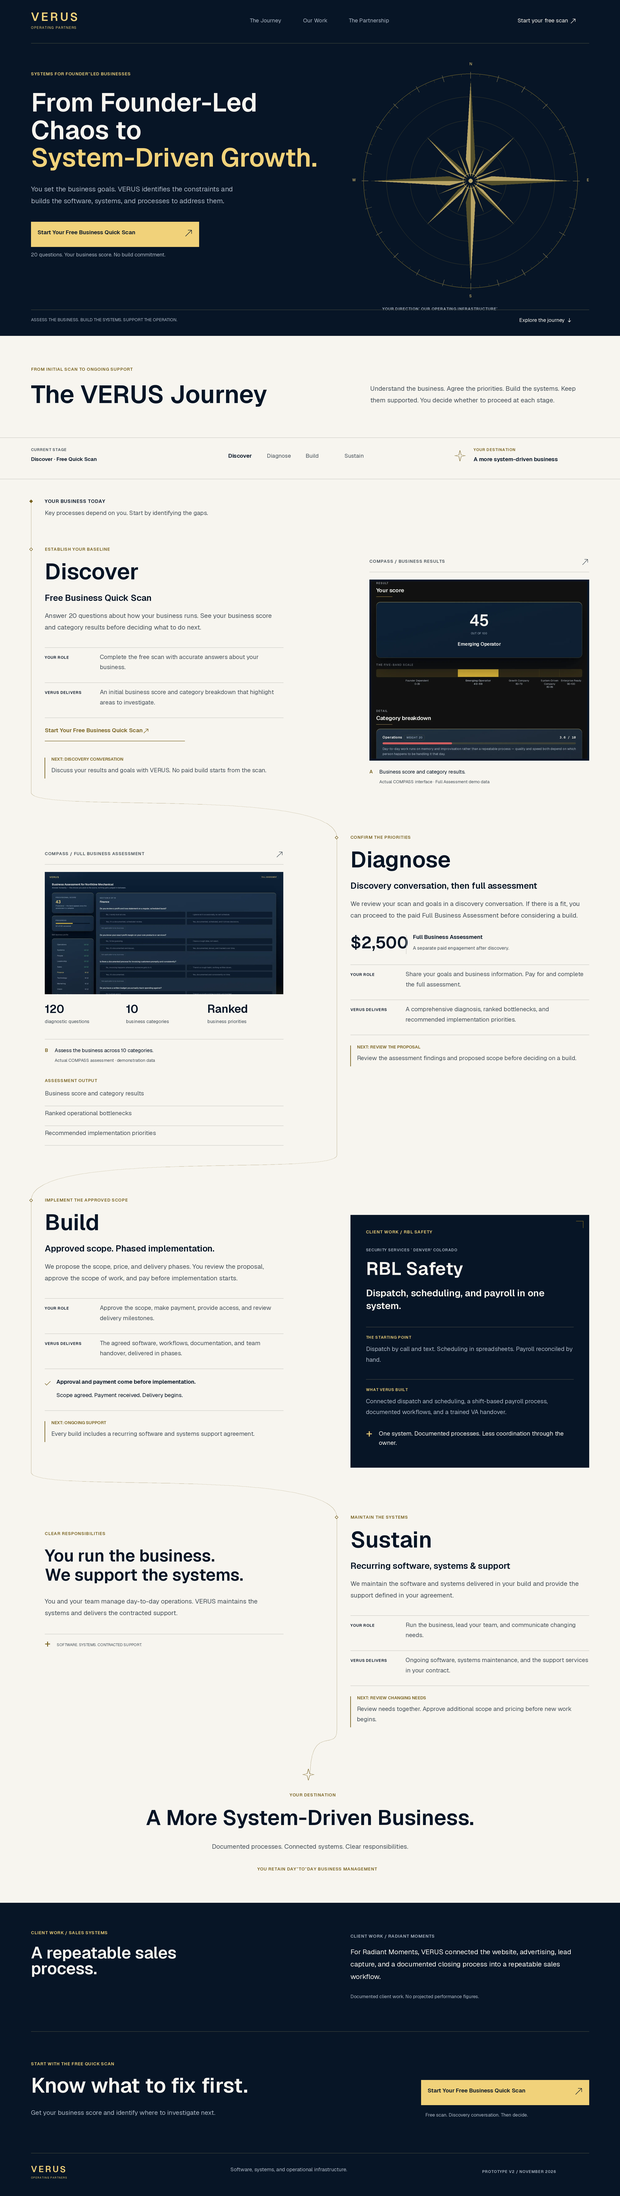 VERUS
OPERATING PARTNERS
The Journey
Our Work
The Partnership
Start your free scan ↗
SYSTEMS FOR FOUNDER-LED BUSINESSES
From Founder-Led
Chaos to
System-Driven Growth.
You set the business goals. VERUS identifies the constraints and
builds the software, systems, and processes to address them.
Start Your Free Business Quick Scan ↗
20 questions. Your business score. No build commitment.
N
W
E
S
YOUR DIRECTION. OUR OPERATING INFRASTRUCTURE.
ASSESS THE BUSINESS. BUILD THE SYSTEMS. SUPPORT THE OPERATION.
Explore the journey ↓
FROM INITIAL SCAN TO ONGOING SUPPORT
The VERUS Journey
Understand the business. Agree the priorities. Build the systems. Keep
them supported. You decide whether to proceed at each stage.
CURRENT STAGE
Discover · Free Quick Scan
Discover
Diagnose
Build
Sustain
YOUR DESTINATION
A more system-driven business
YOUR BUSINESS TODAY
Key processes depend on you. Start by identifying the gaps.
ESTABLISH YOUR BASELINE
Discover
Free Business Quick Scan
Answer 20 questions about how your business runs. See your business score
and category results before deciding what to do next.
YOUR ROLE
Complete the free scan with accurate answers about your
business.
VERUS DELIVERS
An initial business score and category breakdown that highlight
areas to investigate.
Start Your Free Business Quick Scan ↗
NEXT: DISCOVERY CONVERSATION
Discuss your results and goals with VERUS. No paid build starts from the scan.
COMPASS / BUSINESS RESULTS
RESULT
Your score
45
OUT OF 100
Emerging Operator
THE FIVE-BAND SCALE
Emerging Operator
DETAIL
Category breakdown
Operations
A Business score and category results.
Actual COMPASS interface · Full Assessment demo data
COMPASS / FULL BUSINESS ASSESSMENT
VERUS
43
120
diagnostic questions
10
business categories
Ranked
business priorities
B Assess the business across 10 categories.
Actual COMPASS assessment · demonstration data
ASSESSMENT OUTPUT
Business score and category results
Ranked operational bottlenecks
Recommended implementation priorities
CONFIRM THE PRIORITIES
Diagnose
Discovery conversation, then full assessment
We review your scan and goals in a discovery conversation. If there is a fit, you
can proceed to the paid Full Business Assessment before considering a build.
$2,500
Full Business Assessment
A separate paid engagement after discovery.
YOUR ROLE
Share your goals and business information. Pay for and complete
the full assessment.
VERUS DELIVERS
A comprehensive diagnosis, ranked bottlenecks, and
recommended implementation priorities.
NEXT: REVIEW THE PROPOSAL
Review the assessment findings and proposed scope before deciding on a build.
IMPLEMENT THE APPROVED SCOPE
Build
Approved scope. Phased implementation.
We propose the scope, price, and delivery phases. You review the proposal,
approve the scope of work, and pay before implementation starts.
YOUR ROLE
Approve the scope, make payment, provide access, and review
delivery milestones.
VERUS DELIVERS
The agreed software, workflows, documentation, and team
handover, delivered in phases.
Approval and payment come before implementation.
Scope agreed. Payment received. Delivery begins.
NEXT: ONGOING SUPPORT
Every build includes a recurring software and systems support agreement.
CLIENT WORK / RBL SAFETY
SECURITY SERVICES · DENVER, COLORADO
RBL Safety
Dispatch, scheduling, and payroll in one
system.
THE STARTING POINT
Dispatch by call and text. Scheduling in spreadsheets. Payroll reconciled by
hand.
WHAT VERUS BUILT
Connected dispatch and scheduling, a shift-based payroll process,
documented workflows, and a trained VA handover.
One system. Documented processes. Less coordination through the
owner.
CLEAR RESPONSIBILITIES
You run the business.
We support the systems.
You and your team manage day-to-day operations. VERUS maintains the
systems and delivers the contracted support.
SOFTWARE. SYSTEMS. CONTRACTED SUPPORT.
MAINTAIN THE SYSTEMS
Sustain
Recurring software, systems & support
We maintain the software and systems delivered in your build and provide the
support defined in your agreement.
YOUR ROLE
Run the business, lead your team, and communicate changing
needs.
VERUS DELIVERS
Ongoing software, systems maintenance, and the support services
in your contract.
NEXT: REVIEW CHANGING NEEDS
Review needs together. Approve additional scope and pricing before new work
begins.
YOUR DESTINATION
A More System-Driven Business.
Documented processes. Connected systems. Clear responsibilities.
YOU RETAIN DAY-TO-DAY BUSINESS MANAGEMENT
CLIENT WORK / SALES SYSTEMS
A repeatable sales
process.
CLIENT WORK / RADIANT MOMENTS
For Radiant Moments, VERUS connected the website, advertising, lead
capture, and a documented closing process into a repeatable sales
workflow.
Documented client work. No projected performance figures.
START WITH THE FREE QUICK SCAN
Know what to fix first.
Get your business score and identify where to investigate next.
Start Your Free Business Quick Scan ↗
Free scan. Discovery conversation. Then decide.
VERUS
OPERATING PARTNERS
Software, systems, and operational infrastructure.
PROTOTYPE V2 / NOVEMBER 2026